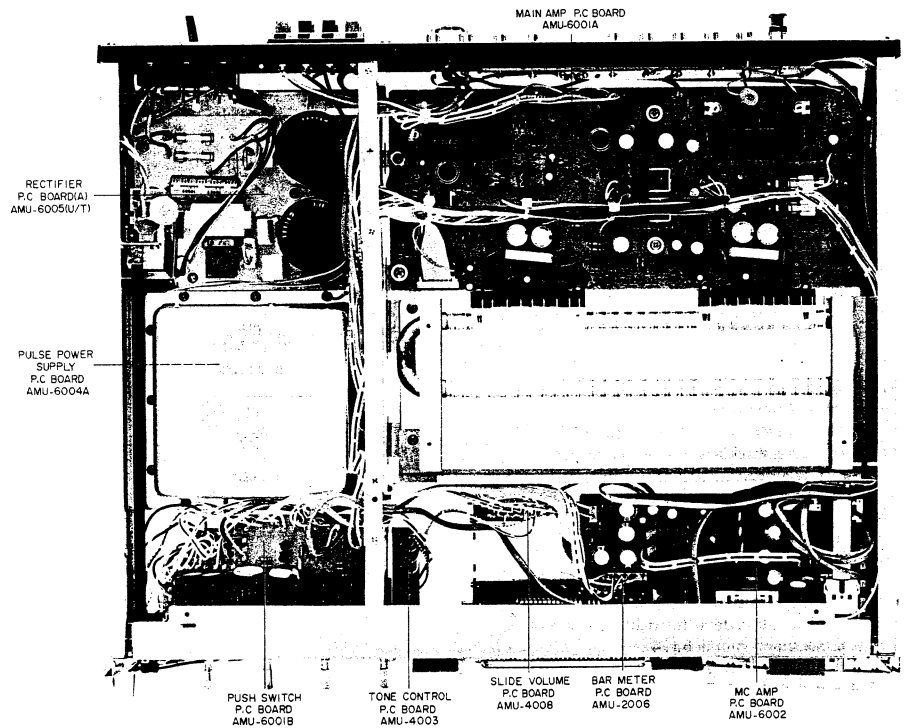 MAIN AMP P.C BOARD
AMU-6001A
RECTIFIER
P.C BOARD(A)
AMU-6005(U/T)
PULSE POWER
SUPPLY
P.C BOARD
AMU-6004A
PUSH SWITCH
P.C BOARD
AMU-6001B
TONE CONTROL
P.C BOARD
AMU-4003
SLIDE VOLUME
P.C BOARD
AMU-4008
BAR METER
P.C BOARD
AMU-2006
MC AMP
P.C BOARD
AMU-6002